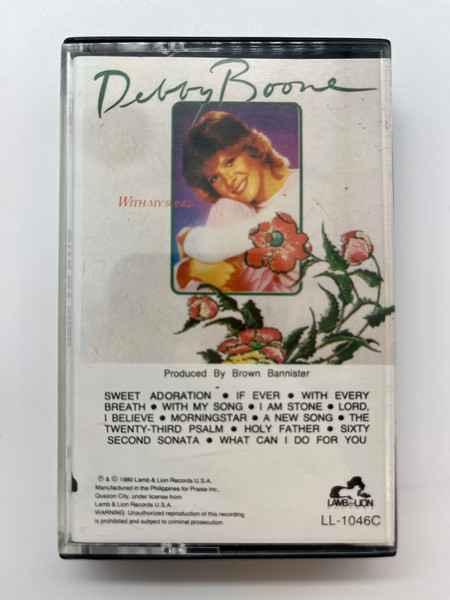 Debby Boone
WITH MY SONG
Produced By Brown Bannister
SWEET ADORATION • IF EVER • WITH EVERY
BREATH • WITH MY SONG • I AM STONE • LORD,
I BELIEVE • MORNINGSTAR • A NEW SONG • THE
TWENTY-THIRD PSALM • HOLY FATHER • SIXTY
SECOND SONATA • WHAT CAN I DO FOR YOU
℗ & © 1980 Lamb & Lion Records U.S.A.
Manufactured in the Philippines for Praise Inc.,
Quezon City, under license from
Lamb & Lion Records U.S.A.
WARNING: Unauthorized reproduction of this recording
is prohibited and subject to criminal prosecution.
LAMB & LION
LL-1046C